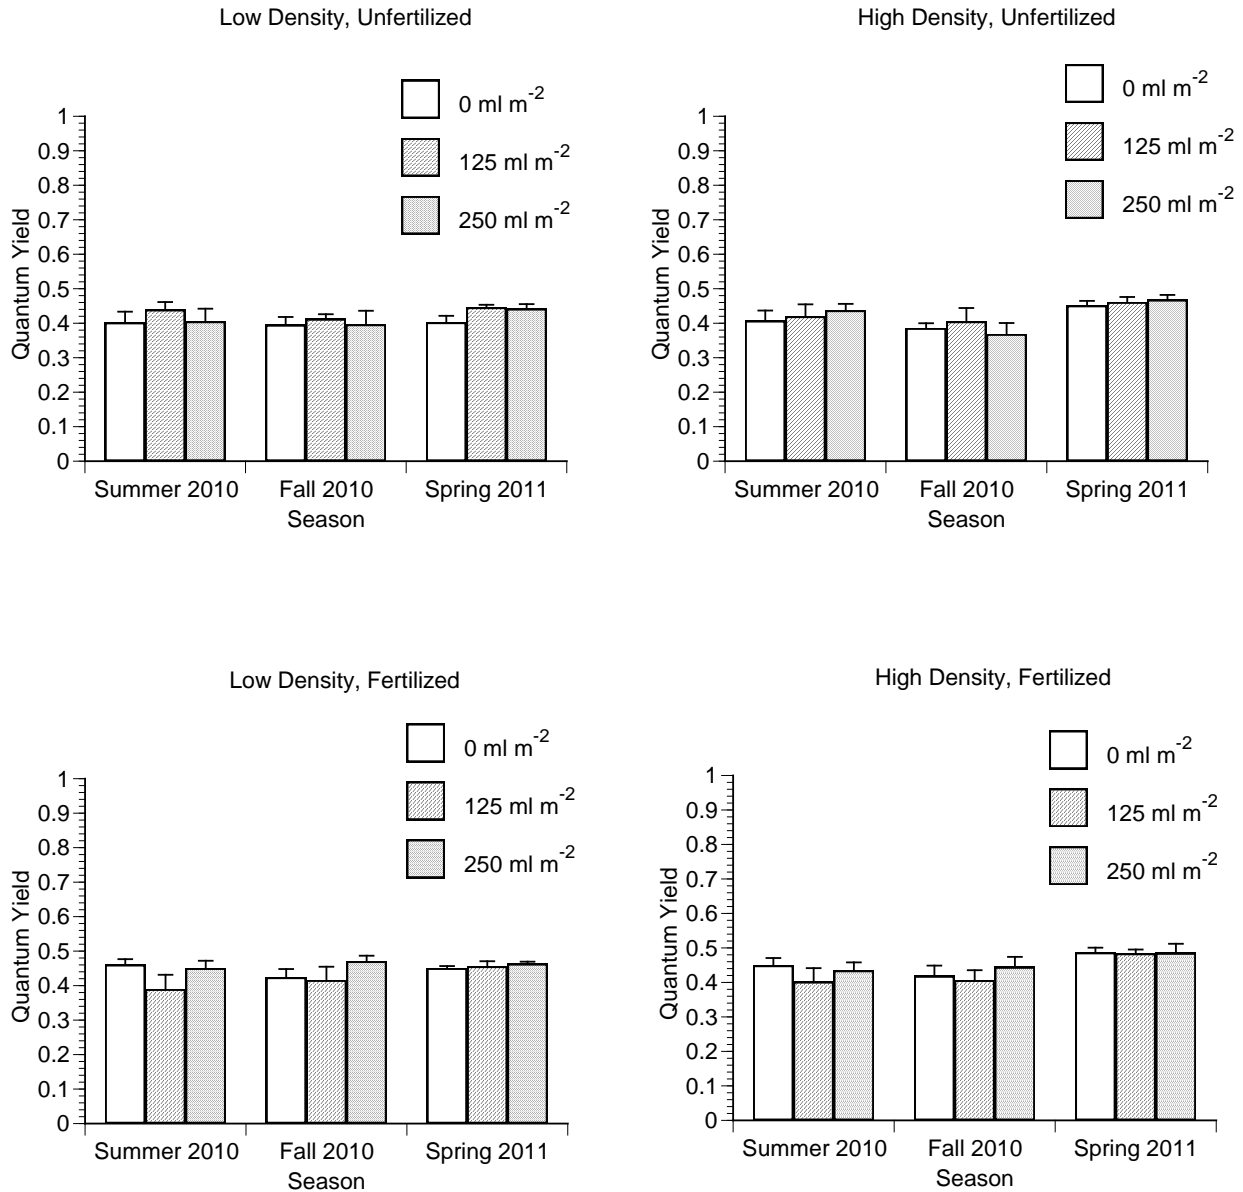 Low Density, Unfertilized
0 ml m-2
125 ml m-2
250 ml m-2
1
0.9
0.8
0.7
0.6
0.5
0.4
0.3
0.2
0.1
0
Quantum Yield
Summer 2010 Fall 2010 Spring 2011
Season
High Density, Unfertilized
0 ml m-2
125 ml m-2
250 ml m-2
1
0.9
0.8
0.7
0.6
0.5
0.4
0.3
0.2
0.1
0
Quantum Yield
Summer 2010 Fall 2010 Spring 2011
Season
Low Density, Fertilized
0 ml m-2
125 ml m-2
250 ml m-2
1
0.9
0.8
0.7
0.6
0.5
0.4
0.3
0.2
0.1
0
Quantum Yield
Summer 2010 Fall 2010 Spring 2011
Season
High Density, Fertilized
0 ml m-2
125 ml m-2
250 ml m-2
1
0.9
0.8
0.7
0.6
0.5
0.4
0.3
0.2
0.1
0
Quantum Yield
Summer 2010 Fall 2010 Spring 2011
Season